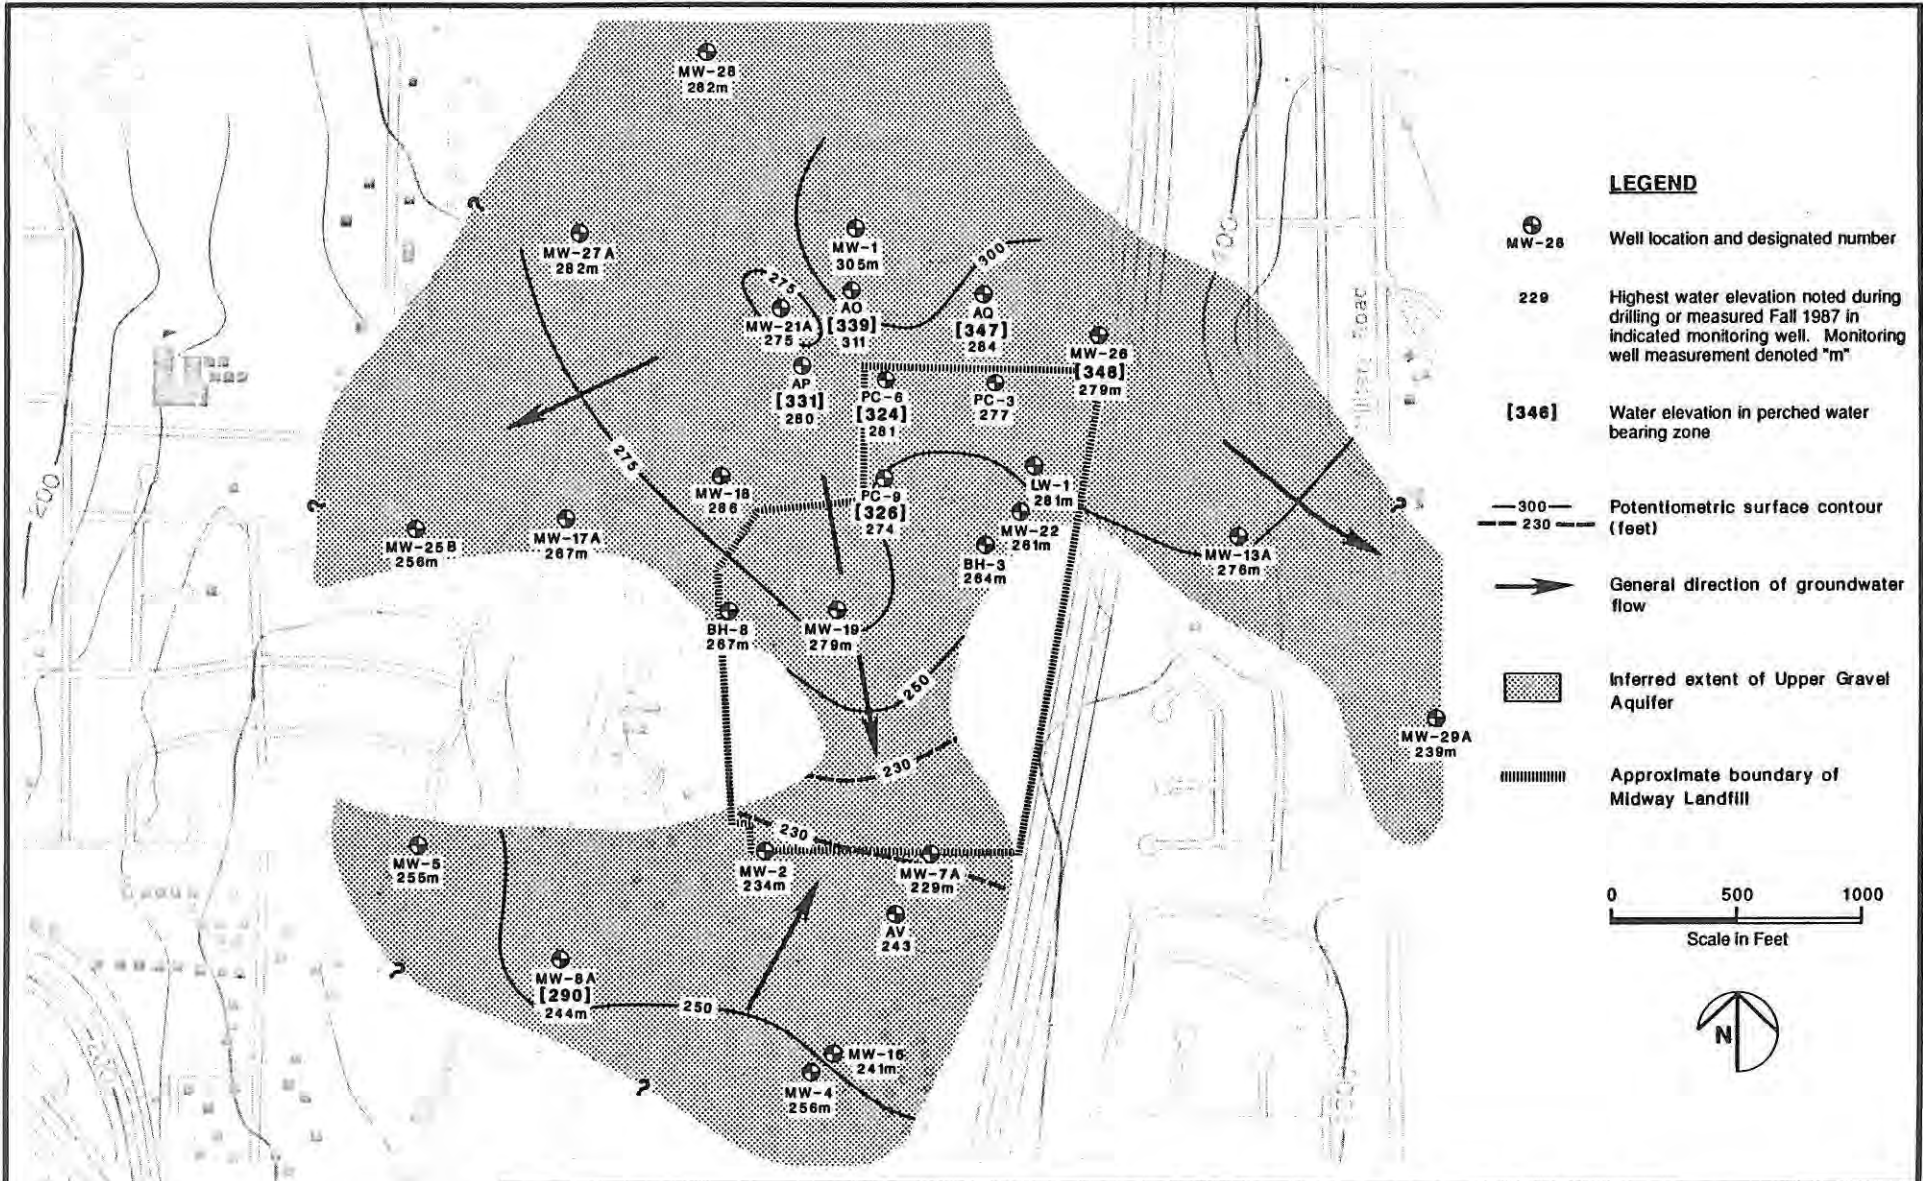 MW-28
282m
MW-27A
282m
MW-1
305m
300
275
MW-21A
275
AO
[339]
311
AQ
[347]
284
MW-26
[348]
279m
AP
[331]
280
PC-6
[324]
281
PC-3
277
275
MW-18
286
PC-9
[326]
274
LW-1
281m
MW-22
261m
BH-3
264m
MW-25B
256m
MW-17A
267m
MW-13A
276m
BH-8
267m
MW-19
279m
250
MW-29A
239m
230
230
MW-5
255m
MW-2
234m
MW-7A
229m
AV
243
MW-8A
[290]
244m
250
MW-16
241m
MW-4
256m
200
400
?
?
?
?
?
LEGEND
MW-28
Well location and designated number
229
Highest water elevation noted during
drilling or measured Fall 1987 in
indicated monitoring well. Monitoring
well measurement denoted "m"
[346]
Water elevation in perched water
bearing zone
300
230
Potentiometric surface contour
(feet)
General direction of groundwater
flow
Inferred extent of Upper Gravel
Aquifer
Approximate boundary of
Midway Landfill
0 500 1000
Scale in Feet
N